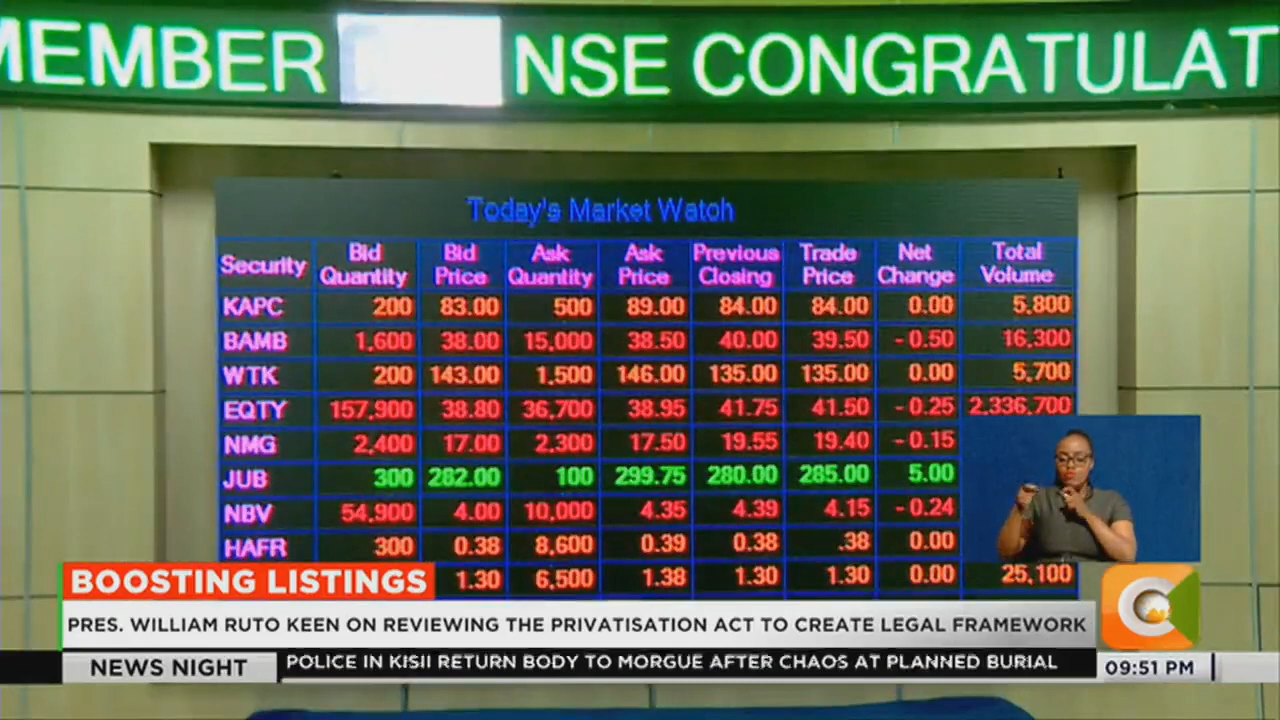 MEMBER NSE CONGRATULAT
Today's Market Watch
Security Bid Quantity Bid Price Ask Quantity Ask Price Previous Closing Trade Price Net Change Total Volume
KAPC 200 83.00 500 89.00 84.00 84.00 0.00 5,800
BAMB 1,600 38.00 15,000 38.50 40.00 39.50 - 0.50 16,300
WTK 200 143.00 1,500 146.00 135.00 135.00 0.00 5,700
EQTY 157,900 38.80 36,700 38.95 41.75 41.50 - 0.25 2,336,700
NMG 2,400 17.00 2,300 17.50 19.55 19.40 - 0.15
JUB 300 282.00 100 299.75 280.00 285.00 5.00
NBV 54,900 4.00 10,000 4.35 4.39 4.15 - 0.24
HAFR 300 0.38 8,600 0.39 0.38 .38 0.00
1.30 6,500 1.38 1.30 1.30 0.00 25,100
BOOSTING LISTINGS
PRES. WILLIAM RUTO KEEN ON REVIEWING THE PRIVATISATION ACT TO CREATE LEGAL FRAMEWORK
NEWS NIGHT POLICE IN KISII RETURN BODY TO MORGUE AFTER CHAOS AT PLANNED BURIAL 09:51 PM